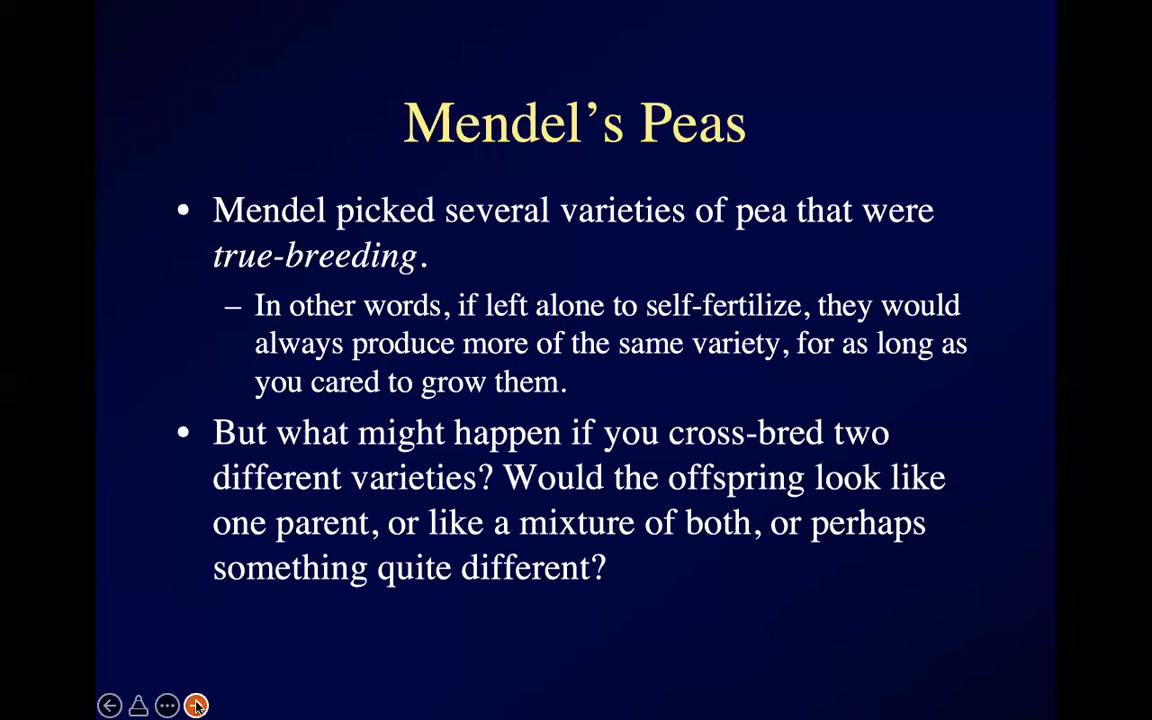 Mendel’s Peas
• Mendel picked several varieties of pea that were
true-breeding.
– In other words, if left alone to self-fertilize, they would
always produce more of the same variety, for as long as
you cared to grow them.
• But what might happen if you cross-bred two
different varieties? Would the offspring look like
one parent, or like a mixture of both, or perhaps
something quite different?